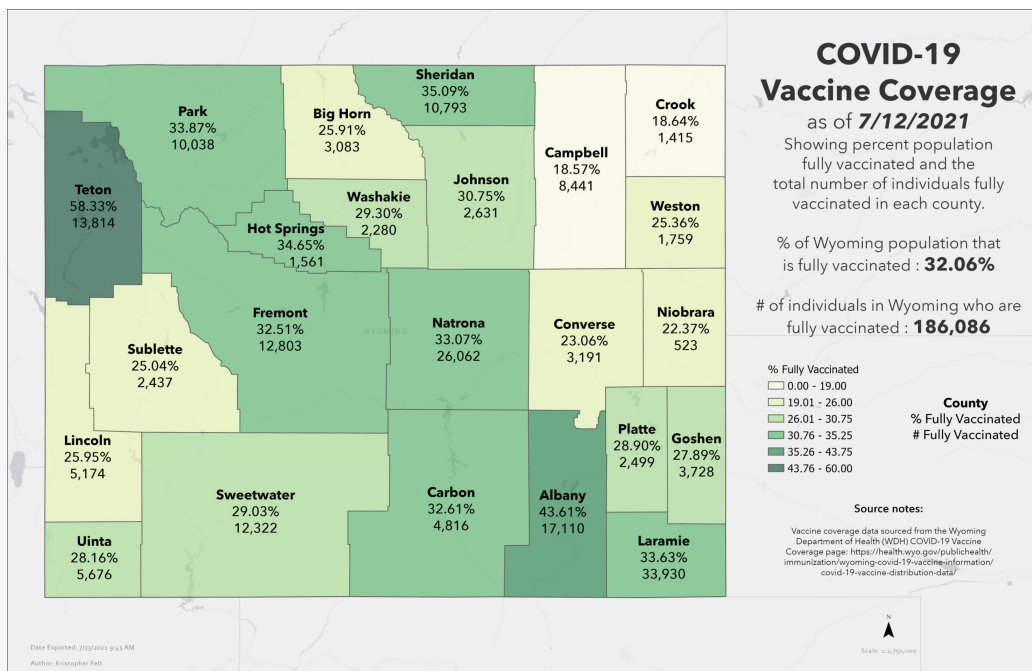 COVID-19
Vaccine Coverage
as of 7/12/2021
Showing percent population
fully vaccinated and the
total number of individuals fully
vaccinated in each county.
% of Wyoming population that
is fully vaccinated : 32.06%
# of individuals in Wyoming who are
fully vaccinated : 186,086
Sheridan
35.09%
10,793
Park
33.87%
10,038
Big Horn
25.91%
3,083
Crook
18.64%
1,415
Campbell
18.57%
8,441
Teton
58.33%
13,814
Johnson
30.75%
2,631
Washakie
29.30%
2,280
Weston
25.36%
1,759
Hot Springs
34.65%
1,561
Fremont
32.51%
12,803
WYOMING
Natrona
33.07%
26,062
Converse
23.06%
3,191
Niobrara
22.37%
523
Sublette
25.04%
2,437
Lincoln
25.95%
5,174
Platte
28.90%
2,499
Goshen
27.89%
3,728
Sweetwater
29.03%
12,322
Carbon
32.61%
4,816
Albany
43.61%
17,110
Uinta
28.16%
5,676
Laramie
33.63%
33,930
% Fully Vaccinated
0.00 - 19.00
19.01 - 26.00
26.01 - 30.75
30.76 - 35.25
35.26 - 43.75
43.76 - 60.00
County
% Fully Vaccinated
# Fully Vaccinated
Source notes:
Vaccine coverage data sourced from the Wyoming
Department of Health (WDH) COVID-19 Vaccine
Coverage page: https://health.wyo.gov/publichealth/
immunization/wyoming-covid-19-vaccine-information/
covid-19-vaccine-distribution-data/
N
Scale: 1:2,750,000
Date Exported: 7/13/2021 9:45 AM
Author: Kristopher Felt